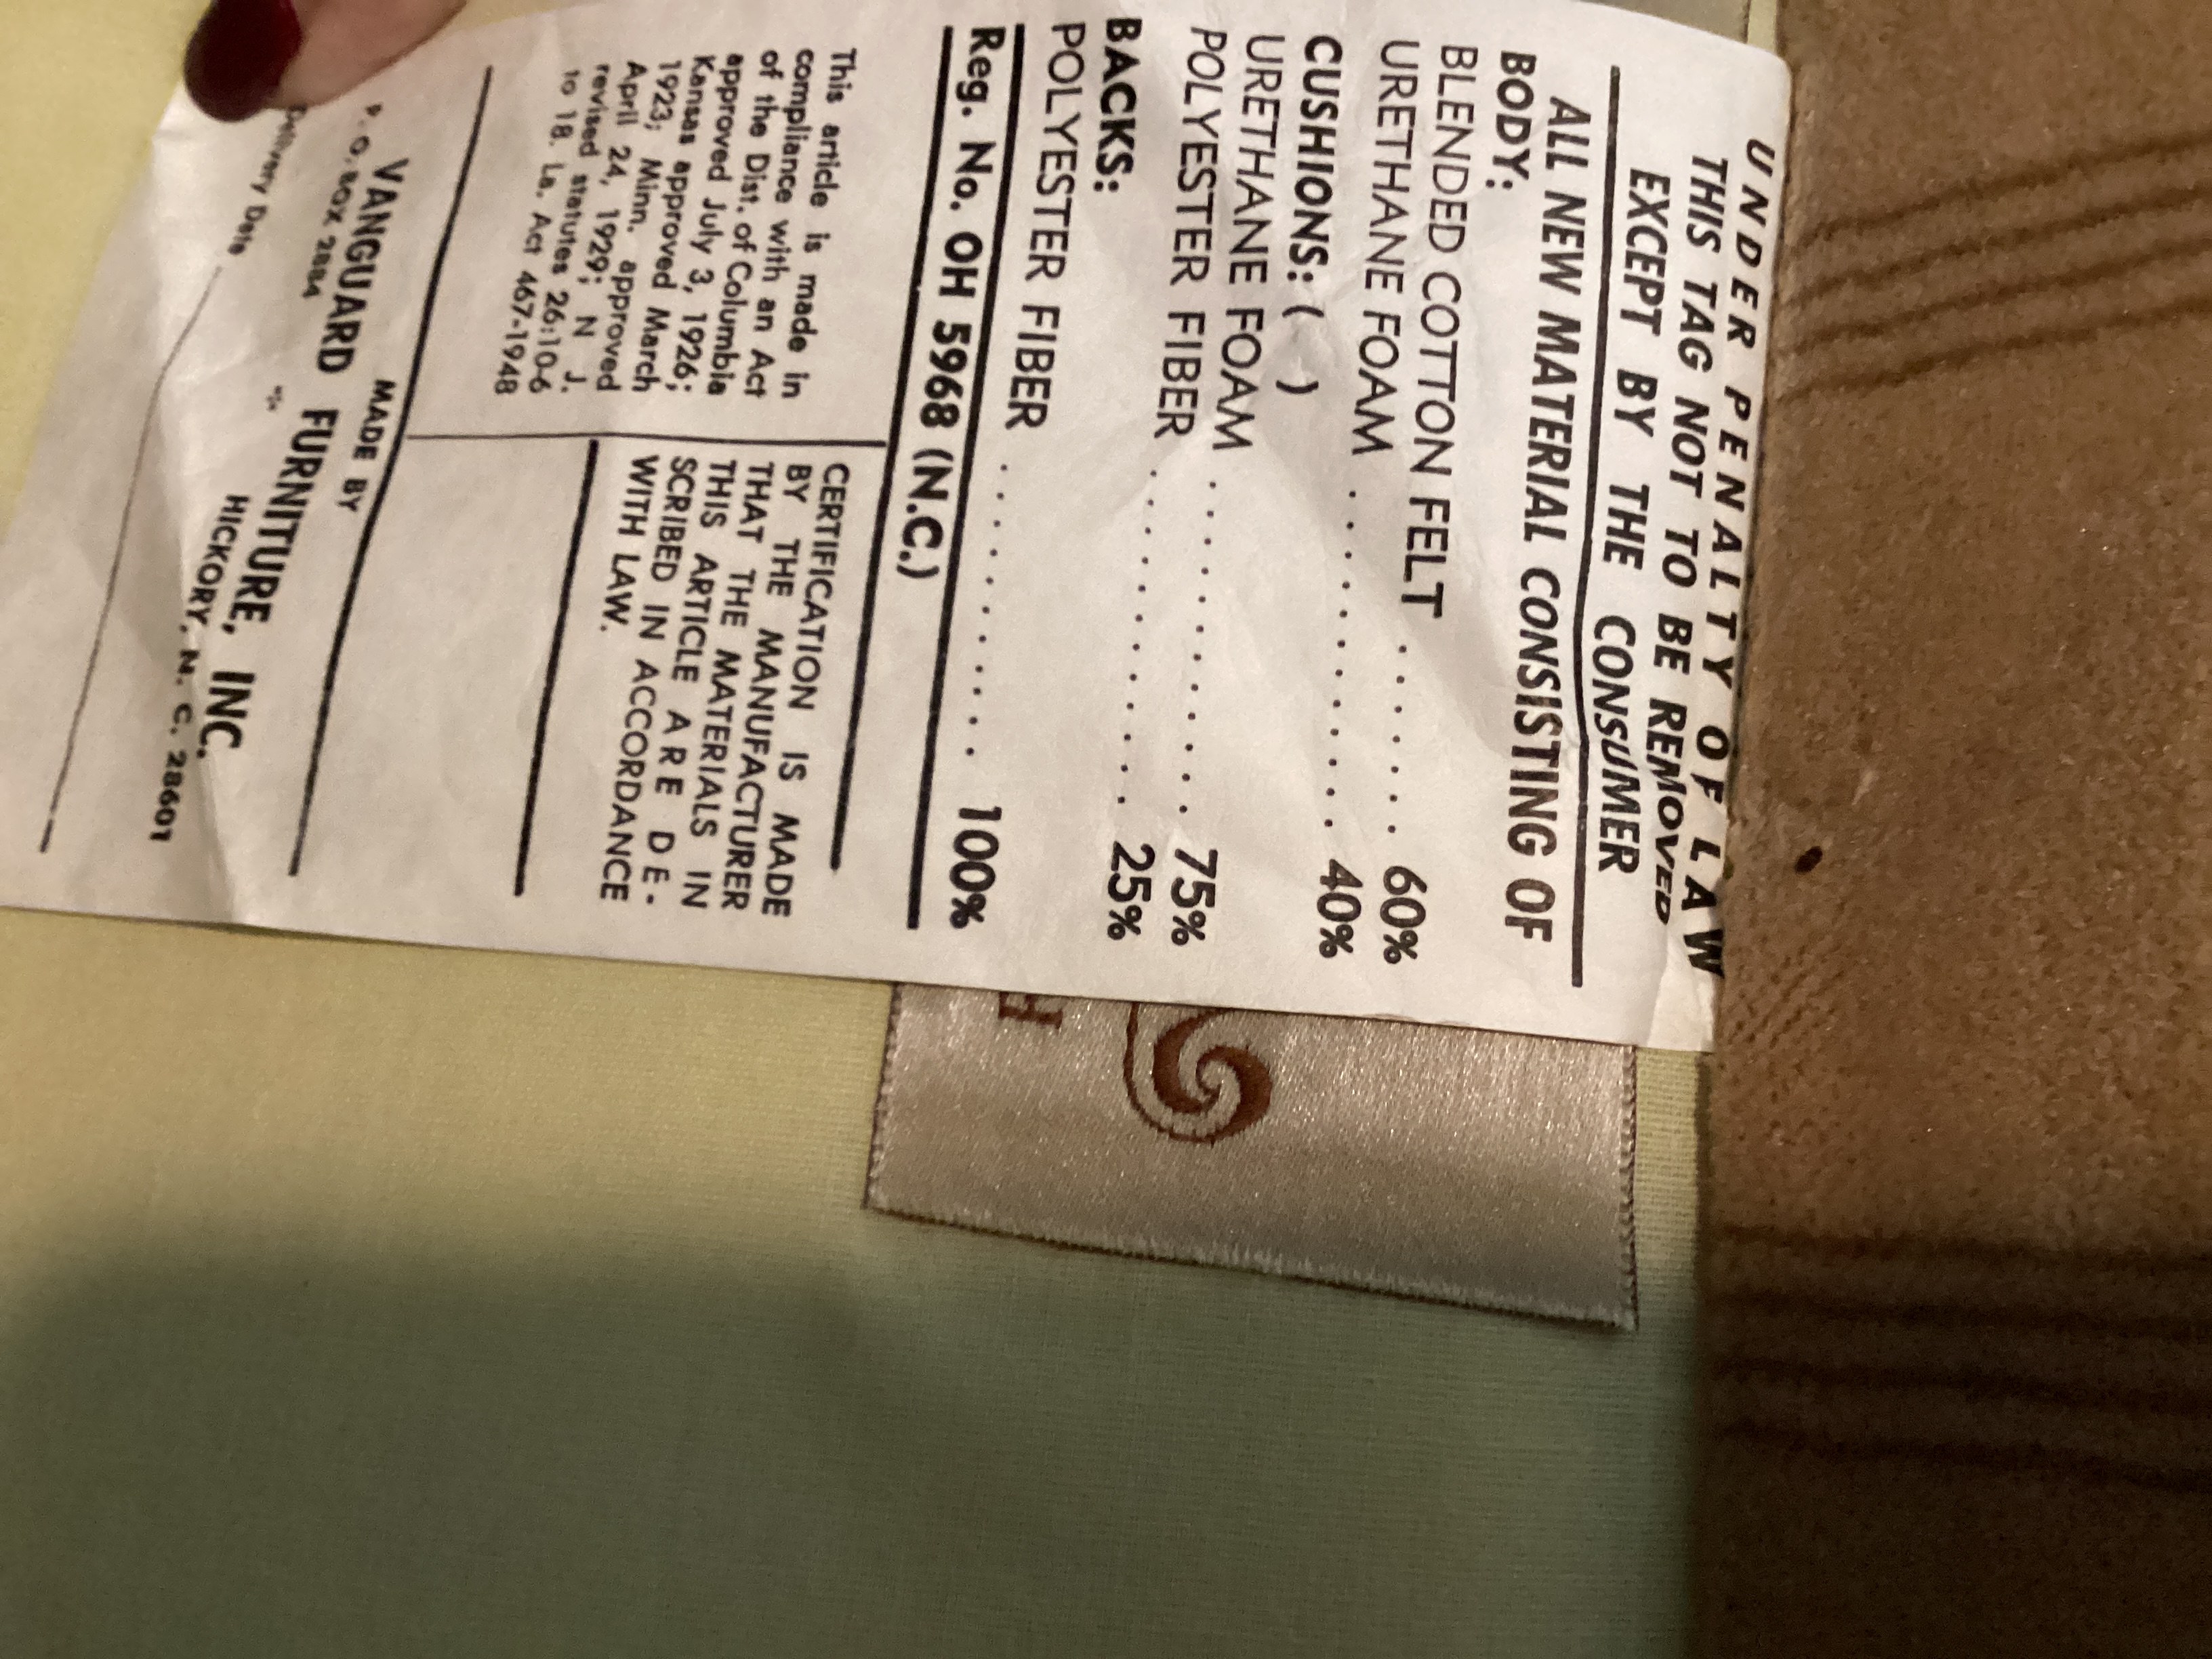 UNDER PENALTY OF LAW
THIS TAG NOT TO BE REMOVED
EXCEPT BY THE CONSUMER
ALL NEW MATERIAL CONSISTING OF
BODY:
BLENDED COTTON FELT . . . . . . . 60%
URETHANE FOAM . . . . . . . . . . . 40%
CUSHIONS: ( )
URETHANE FOAM . . . . . . . . . . . 75%
POLYESTER FIBER . . . . . . . . . . . 25%
BACKS:
POLYESTER FIBER . . . . . . . . . . 100%
Reg. No. OH 5968 (N.C.)
This article is made in
compliance with an Act
of the Dist. of Columbia
approved July 3, 1926;
Kansas approved March
1923; Minn. approved
April 24, 1929; N J.
revised statutes 26:10-6
to 18. La. Act 467-1948
CERTIFICATION IS MADE
BY THE MANUFACTURER
THAT THE MATERIALS IN
THIS ARTICLE ARE DE-
SCRIBED IN ACCORDANCE
WITH LAW.
MADE BY
VANGUARD FURNITURE, INC.
P. O. BOX 2884 HICKORY, N. C. 28601
Delivery Date